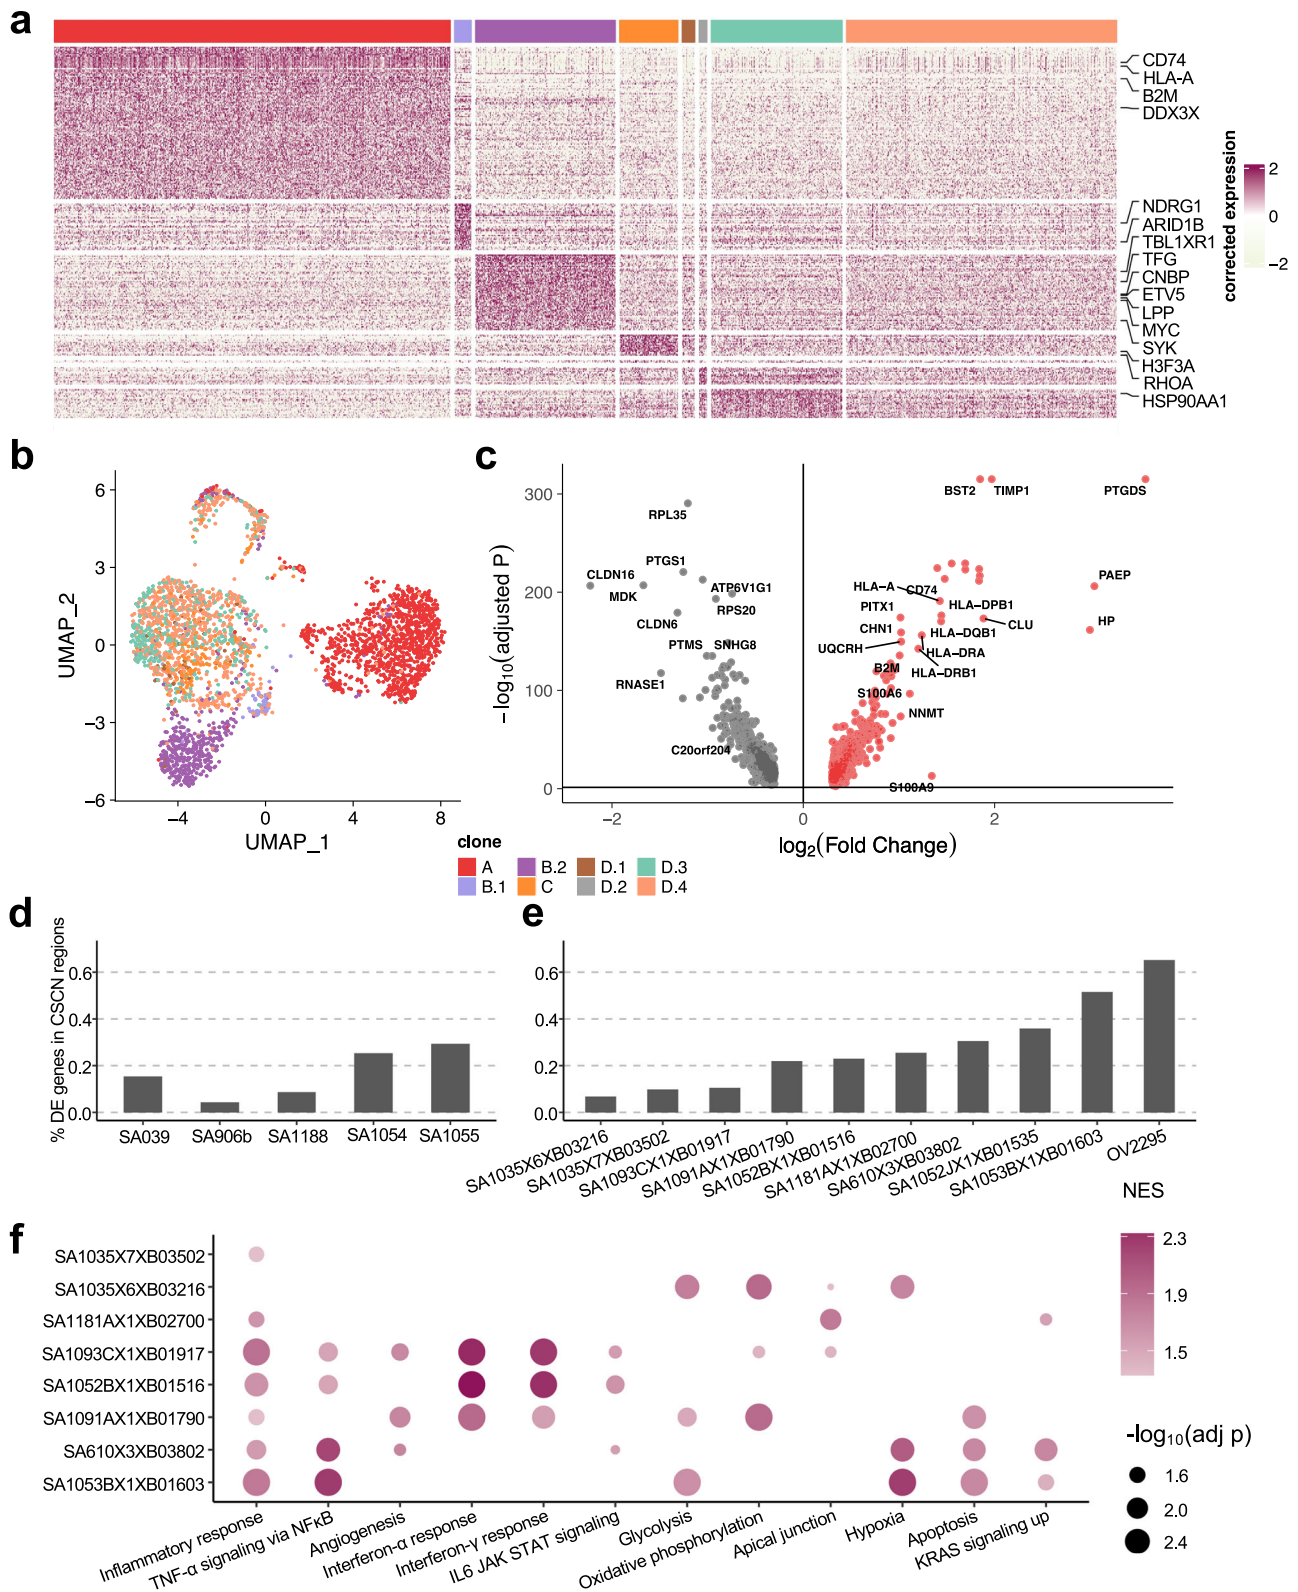 a
CD74
HLA-A
B2M
DDX3X
NDRG1
ARID1B
TBL1XR1
TFG
CNBP
ETV5
LPP
MYC
SYK
H3F3A
RHOA
HSP90AA1
corrected expression
2
0
−2
b
6
3
0
−3
−6
UMAP_2
−4
0
4
8
UMAP_1
c
300
200
100
0
−log10(adjusted P)
BST2
TIMP1
PTGDS
RPL35
PTGS1
CLDN16
MDK
ATP6V1G1
RPS20
CLDN6
PTMS
SNHG8
RNASE1
C20orf204
PAEP
HP
HLA−A
CD74
HLA−DPB1
PITX1
CLU
CHN1
HLA−DQB1
UQCRH
HLA−DRA
B2M
HLA−DRB1
S100A6
NNMT
S100A9
−2
0
2
log2(Fold Change)
clone
A
B.2
D.1
D.3
B.1
C
D.2
D.4
d
% DE genes in CSCN regions
0.6
0.4
0.2
0.0
SA039
SA906b
SA1188
SA1054
SA1055
e
0.6
0.4
0.2
0.0
SA1035X6XB03216
SA1035X7XB03502
SA1093CX1XB01917
SA1091AX1XB01790
SA1052BX1XB01516
SA1181AX1XB02700
SA610X3XB03802
SA1052JX1XB01535
SA1053BX1XB01603
OV2295
f
SA1035X7XB03502
SA1035X6XB03216
SA1181AX1XB02700
SA1093CX1XB01917
SA1052BX1XB01516
SA1091AX1XB01790
SA610X3XB03802
SA1053BX1XB01603
Inflammatory response
TNF-α signaling via NFκB
Angiogenesis
Interferon-α response
Interferon-γ response
IL6 JAK STAT signaling
Glycolysis
Oxidative phosphorylation
Apical junction
Hypoxia
Apoptosis
KRAS signaling up
NES
2.3
1.9
1.5
-log10(adj p)
1.6
2.0
2.4